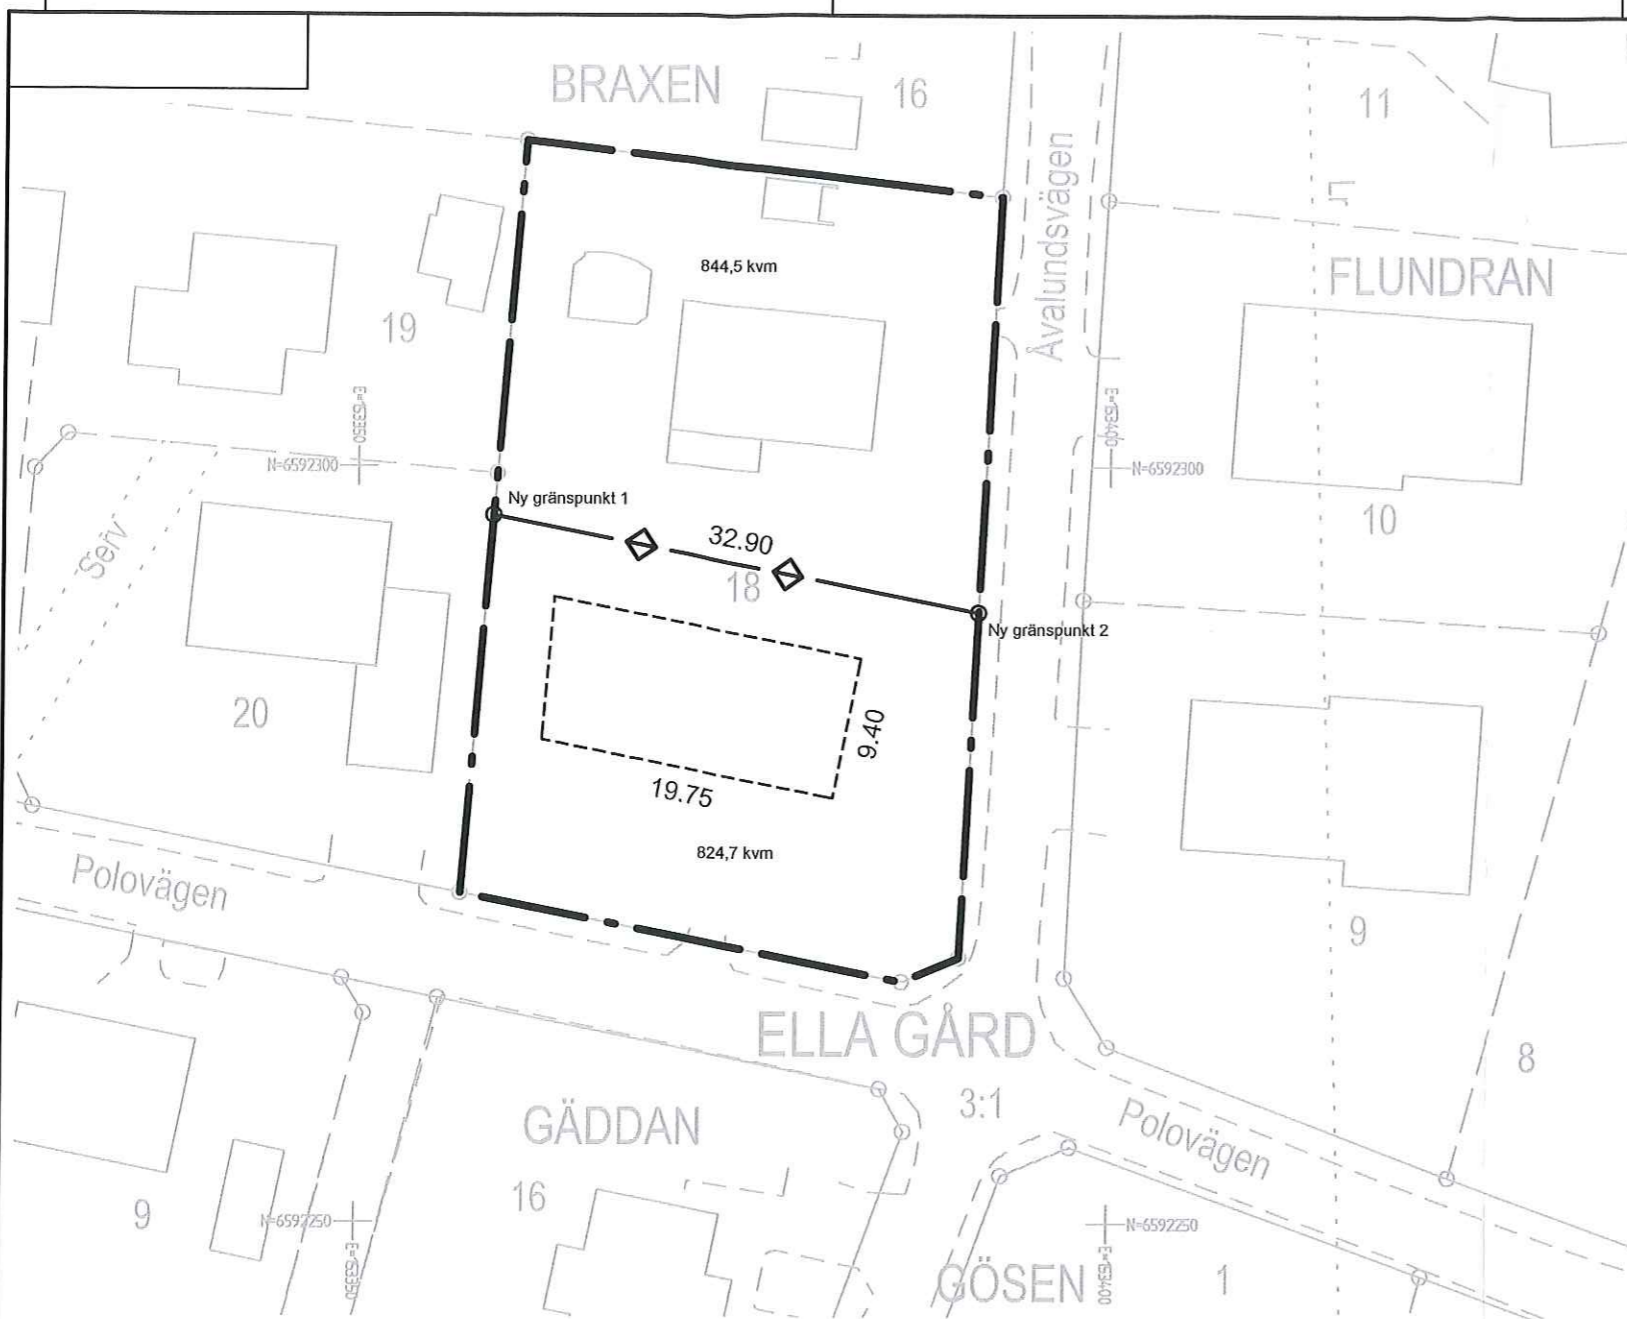 BRAXEN
16
11
Åvalundsvägen
FLUNDRAN
844,5 kvm
19
E=153350
N=6592300
E=153400
N=6592300
Ny gränspunkt 1
10
Serv
32.90
18
Ny gränspunkt 2
20
9.40
19.75
824,7 kvm
Polovägen
9
ELLA GÅRD
8
3:1
GÄDDAN
Polovägen
16
9
N=6592250
E=153350
N=6592250
E=153400
GÖSEN
1